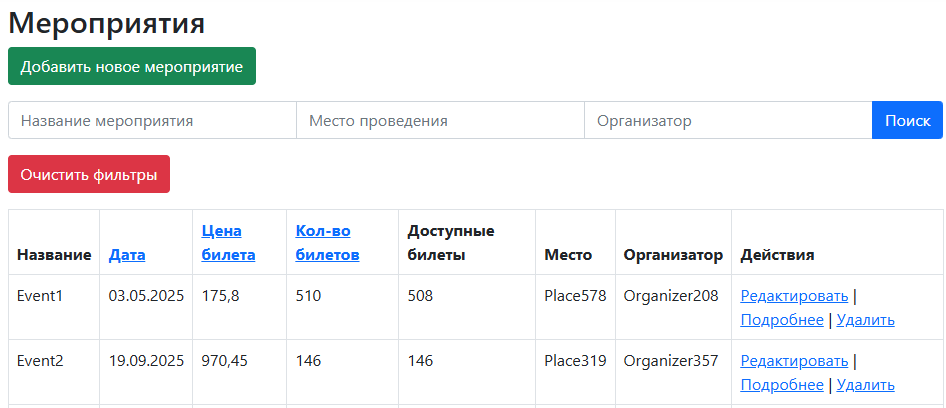 Мероприятия
Добавить новое мероприятие
Название мероприятия Место проведения Организатор Поиск
Очистить фильтры
Название Дата Цена билета Кол-во билетов Доступные билеты Место Организатор Действия
Event1 03.05.2025 175,8 510 508 Place578 Organizer208 Редактировать |
Подробнее | Удалить
Event2 19.09.2025 970,45 146 146 Place319 Organizer357 Редактировать |
Подробнее | Удалить